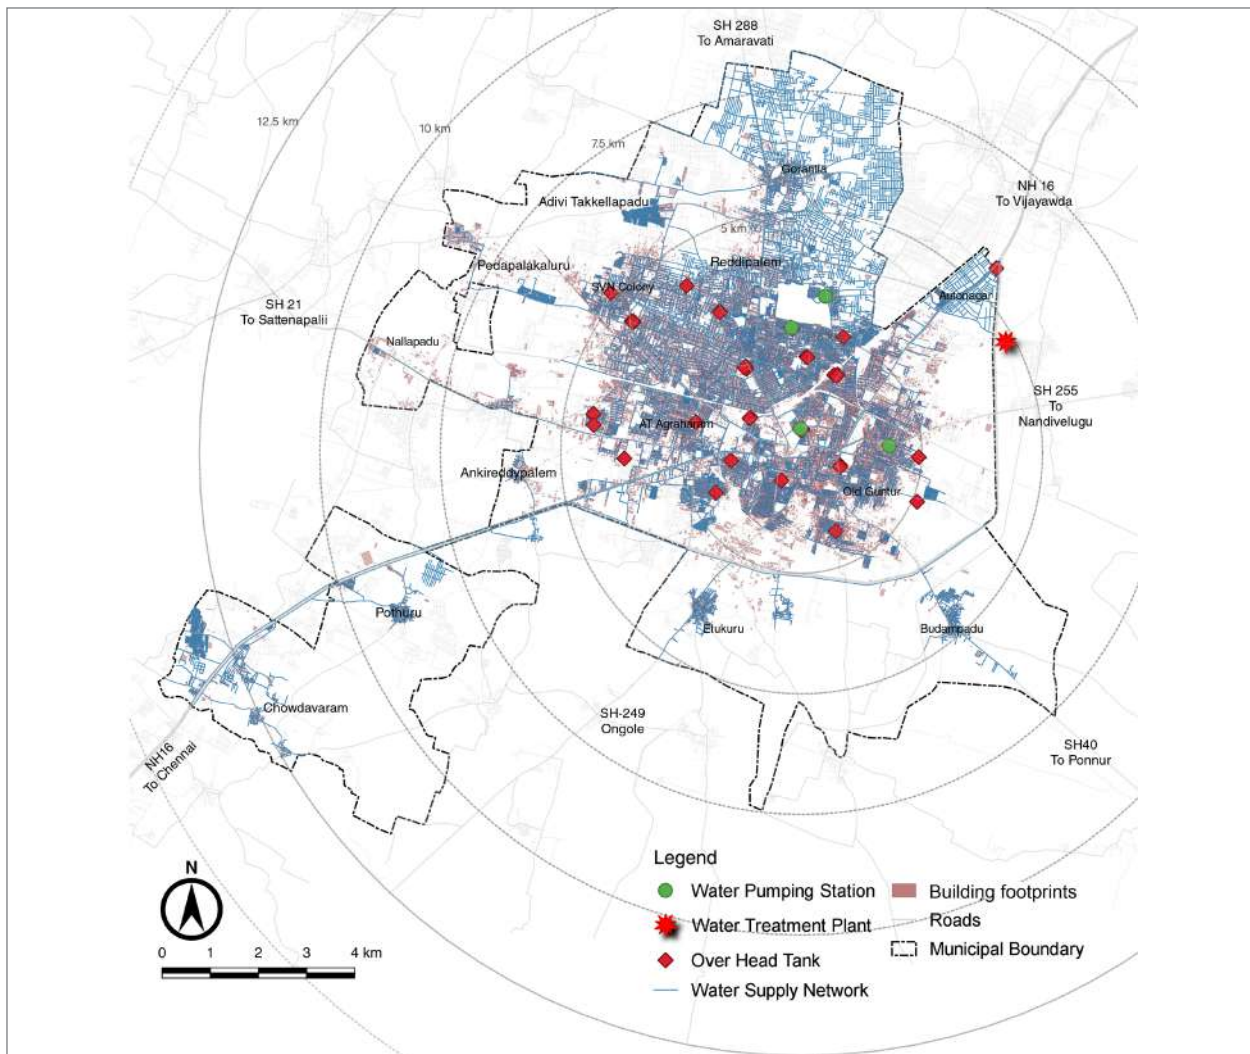 SH 288
To Amaravati
12.5 km
10 km
7.5 km
Gorantla
NH 16
To Vijayawda
Adivi Takkellapadu
5 km
Reddipalem
Pedapalakaluru
SVN Colony
Autonagar
SH 21
To Sattenapalii
Nallapadu
SH 255
To
Nandivelugu
AT Agraharam
Ankireddypalem
Old Guntur
Pothuru
Etukuru
Budampadu
Chowdavaram
SH-249
Ongole
NH16
To Chennai
SH40
To Ponnur
N
0 1 2 3 4 km
Legend
Water Pumping Station
Water Treatment Plant
Over Head Tank
Water Supply Network
Building footprints
Roads
Municipal Boundary